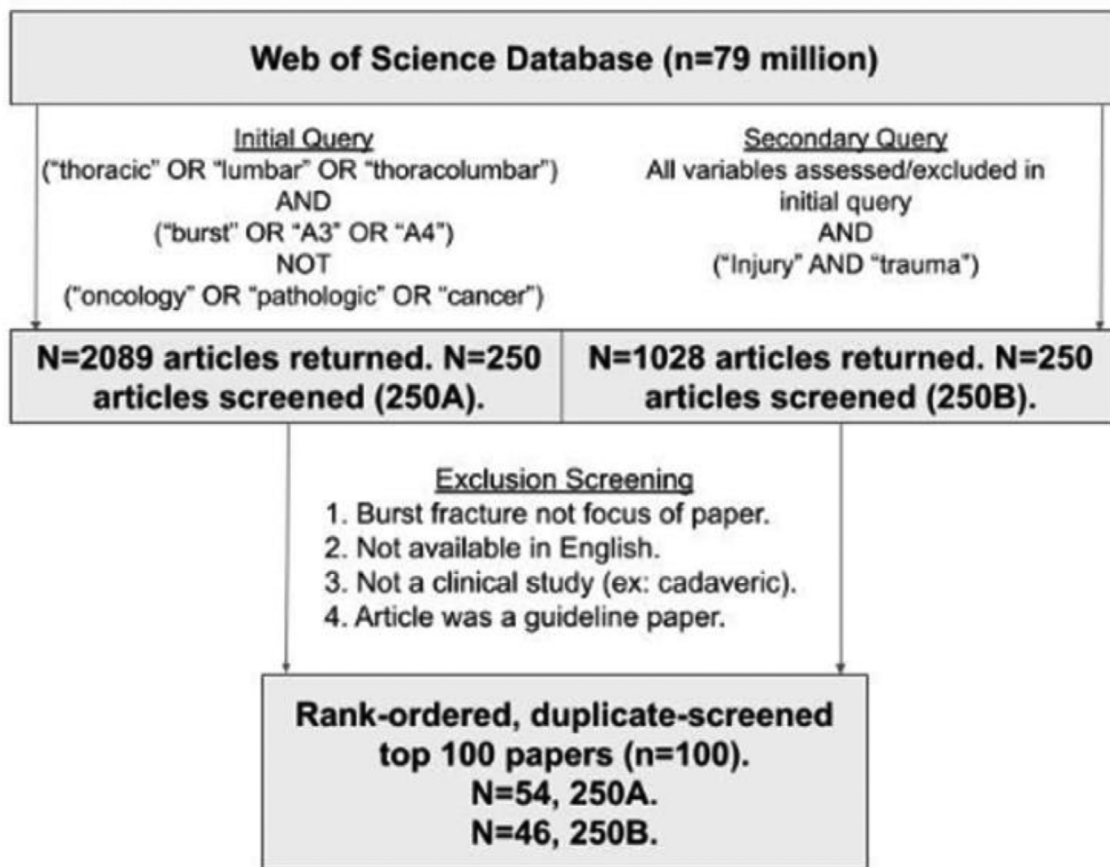 Web of Science Database (n=79 million)
Initial Query
("thoracic" OR "lumbar" OR "thoracolumbar")
AND
("burst" OR "A3" OR "A4")
NOT
("oncology" OR "pathologic" OR "cancer")
Secondary Query
All variables assessed/excluded in
initial query
AND
("Injury" AND "trauma")
N=2089 articles returned. N=250
articles screened (250A).
N=1028 articles returned. N=250
articles screened (250B).
Exclusion Screening
1. Burst fracture not focus of paper.
2. Not available in English.
3. Not a clinical study (ex: cadaveric).
4. Article was a guideline paper.
Rank-ordered, duplicate-screened
top 100 papers (n=100).
N=54, 250A.
N=46, 250B.